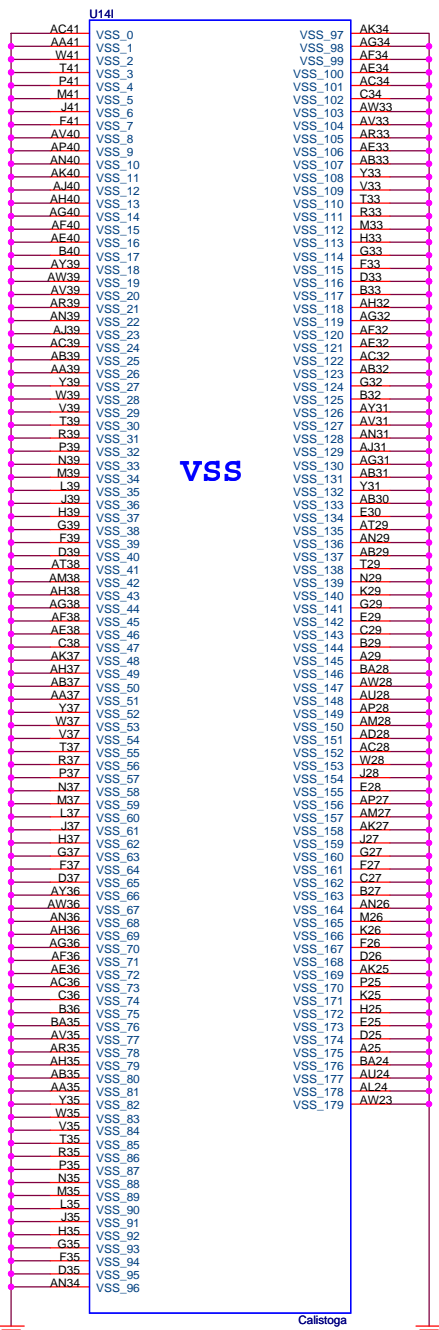 U14I
AC41 VSS_0
AA41 VSS_1
W41 VSS_2
T41 VSS_3
P41 VSS_4
M41 VSS_5
J41 VSS_6
F41 VSS_7
AV40 VSS_8
AP40 VSS_9
AN40 VSS_10
AK40 VSS_11
AJ40 VSS_12
AH40 VSS_13
AG40 VSS_14
AF40 VSS_15
AE40 VSS_16
B40 VSS_17
AY39 VSS_18
AW39 VSS_19
AV39 VSS_20
AR39 VSS_21
AN39 VSS_22
AJ39 VSS_23
AC39 VSS_24
AB39 VSS_25
AA39 VSS_26
Y39 VSS_27
W39 VSS_28
V39 VSS_29
T39 VSS_30
R39 VSS_31
P39 VSS_32
N39 VSS_33
M39 VSS_34
L39 VSS_35
J39 VSS_36
H39 VSS_37
G39 VSS_38
F39 VSS_39
D39 VSS_40
AT38 VSS_41
AM38 VSS_42
AH38 VSS_43
AG38 VSS_44
AF38 VSS_45
AE38 VSS_46
C38 VSS_47
AK37 VSS_48
AH37 VSS_49
AB37 VSS_50
AA37 VSS_51
Y37 VSS_52
W37 VSS_53
V37 VSS_54
T37 VSS_55
R37 VSS_56
P37 VSS_57
N37 VSS_58
M37 VSS_59
L37 VSS_60
J37 VSS_61
H37 VSS_62
G37 VSS_63
F37 VSS_64
D37 VSS_65
AY36 VSS_66
AW36 VSS_67
AN36 VSS_68
AH36 VSS_69
AG36 VSS_70
AF36 VSS_71
AE36 VSS_72
AC36 VSS_73
C36 VSS_74
B36 VSS_75
BA35 VSS_76
AV35 VSS_77
AR35 VSS_78
AH35 VSS_79
AB35 VSS_80
AA35 VSS_81
Y35 VSS_82
W35 VSS_83
V35 VSS_84
T35 VSS_85
R35 VSS_86
P35 VSS_87
N35 VSS_88
M35 VSS_89
L35 VSS_90
J35 VSS_91
H35 VSS_92
G35 VSS_93
F35 VSS_94
D35 VSS_95
AN34 VSS_96
VSS
VSS_97 AK34
VSS_98 AG34
VSS_99 AF34
VSS_100 AE34
VSS_101 AC34
VSS_102 C34
VSS_103 AW33
VSS_104 AV33
VSS_105 AR33
VSS_106 AE33
VSS_107 AB33
VSS_108 Y33
VSS_109 V33
VSS_110 T33
VSS_111 R33
VSS_112 M33
VSS_113 H33
VSS_114 G33
VSS_115 F33
VSS_116 D33
VSS_117 B33
VSS_118 AH32
VSS_119 AG32
VSS_120 AF32
VSS_121 AE32
VSS_122 AC32
VSS_123 AB32
VSS_124 G32
VSS_125 B32
VSS_126 AY31
VSS_127 AV31
VSS_128 AN31
VSS_129 AJ31
VSS_130 AG31
VSS_131 AB31
VSS_132 Y31
VSS_133 AB30
VSS_134 E30
VSS_135 AT29
VSS_136 AN29
VSS_137 AB29
VSS_138 T29
VSS_139 N29
VSS_140 K29
VSS_141 G29
VSS_142 E29
VSS_143 C29
VSS_144 B29
VSS_145 A29
VSS_146 BA28
VSS_147 AW28
VSS_148 AU28
VSS_149 AP28
VSS_150 AM28
VSS_151 AD28
VSS_152 AC28
VSS_153 W28
VSS_154 J28
VSS_155 E28
VSS_156 AP27
VSS_157 AM27
VSS_158 AK27
VSS_159 J27
VSS_160 G27
VSS_161 F27
VSS_162 C27
VSS_163 B27
VSS_164 AN26
VSS_165 M26
VSS_166 K26
VSS_167 F26
VSS_168 D26
VSS_169 AK25
VSS_170 P25
VSS_171 K25
VSS_172 H25
VSS_173 E25
VSS_174 D25
VSS_175 A25
VSS_176 BA24
VSS_177 AU24
VSS_178 AL24
VSS_179 AW23
Calistoga